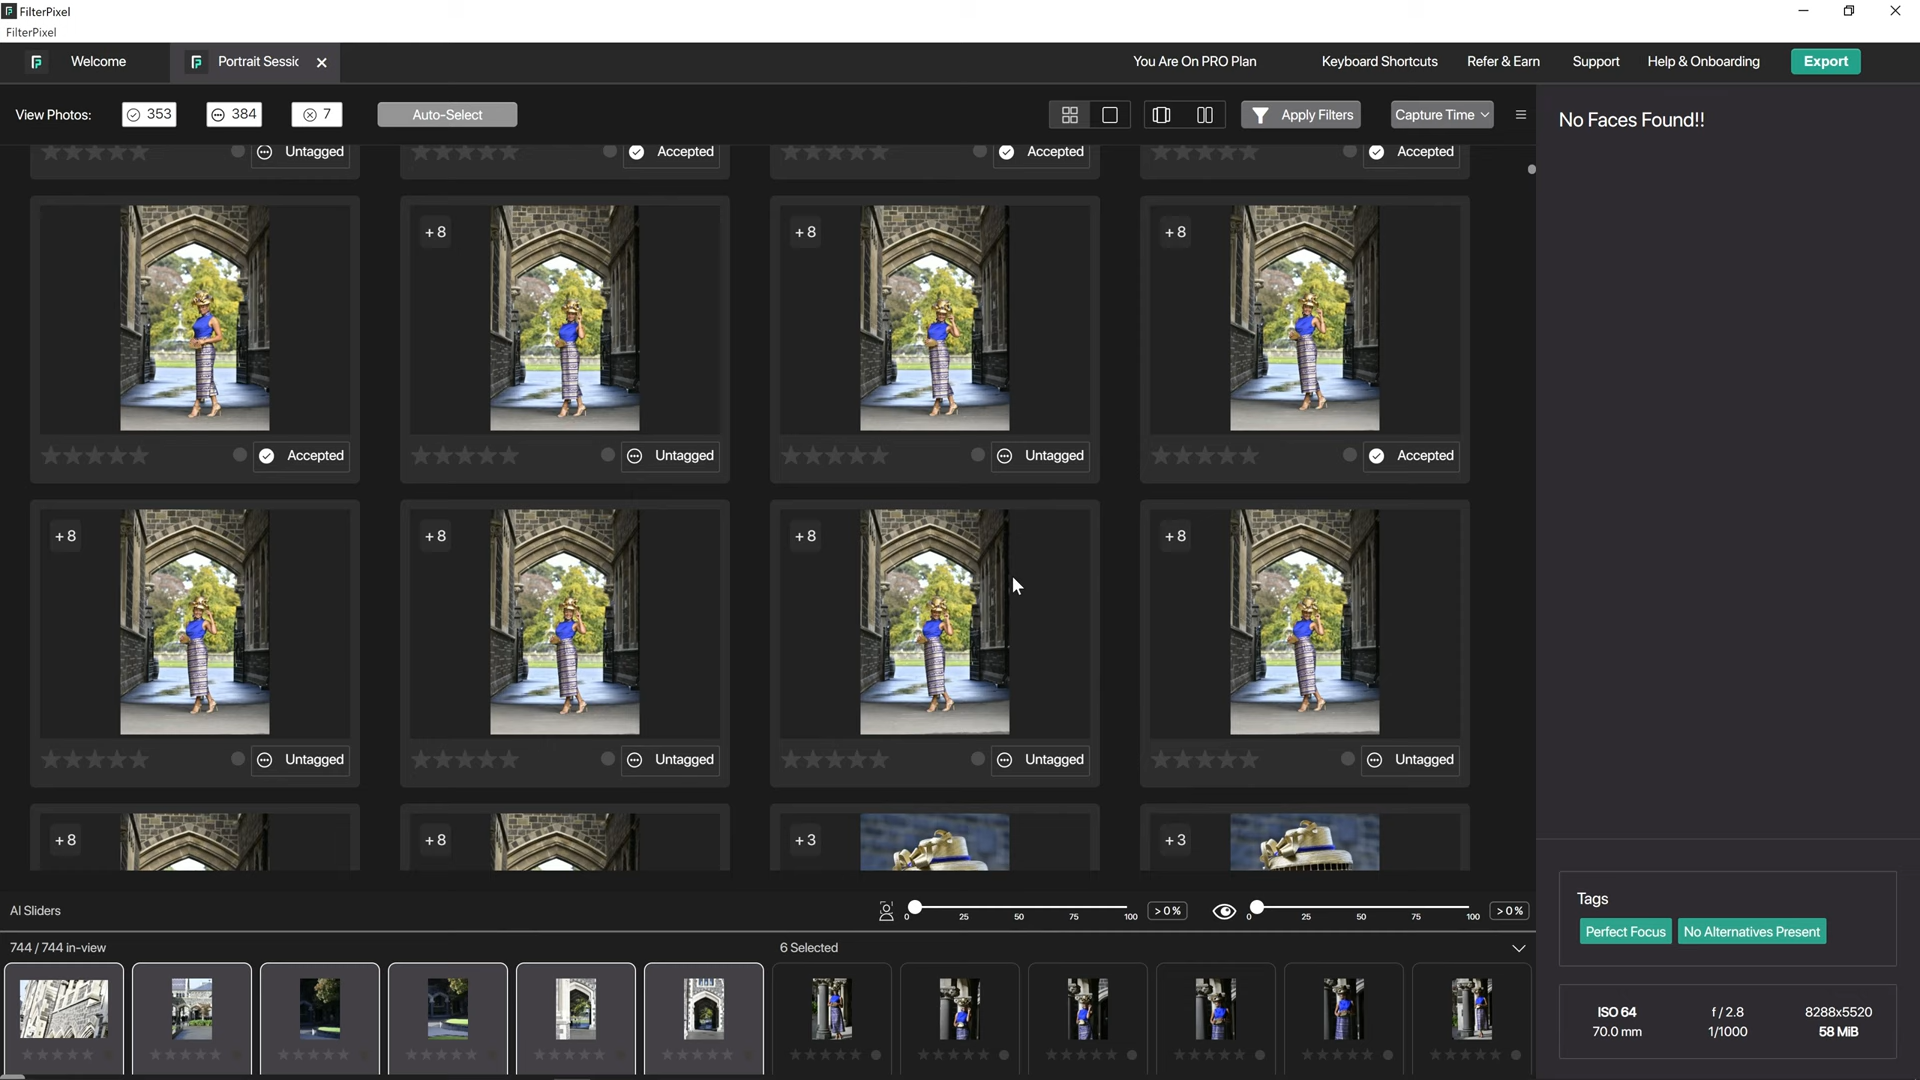 FilterPixel
FilterPixel
Welcome
Portrait Sessic
You Are On PRO Plan
Keyboard Shortcuts
Refer & Earn
Support
Help & Onboarding
Export
View Photos:
353
384
7
Auto-Select
Apply Filters
Capture Time
No Faces Found!!
Untagged
Accepted
Accepted
Accepted
+8
+8
+8
Accepted
Untagged
Untagged
Accepted
+8
+8
+8
+8
Untagged
Untagged
Untagged
Untagged
+8
+8
+3
+3
AI Sliders
0 25 50 75 100
>0%
0 25 50 75 100
>0%
744 / 744 in-view
6 Selected
Tags
Perfect Focus
No Alternatives Present
ISO 64
f / 2.8
8288x5520
70.0 mm
1/1000
58 MiB